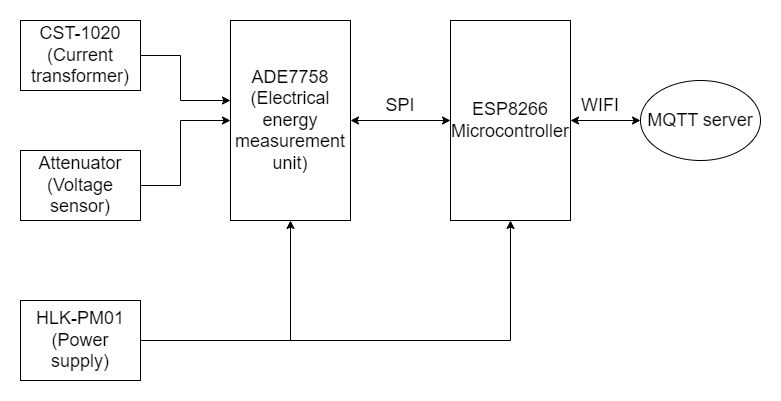 CST-1020
(Current
transformer)
ADE7758
(Electrical
energy
measurement
unit)
SPI
ESP8266
Microcontroller
WIFI
MQTT server
Attenuator
(Voltage
sensor)
HLK-PM01
(Power
supply)